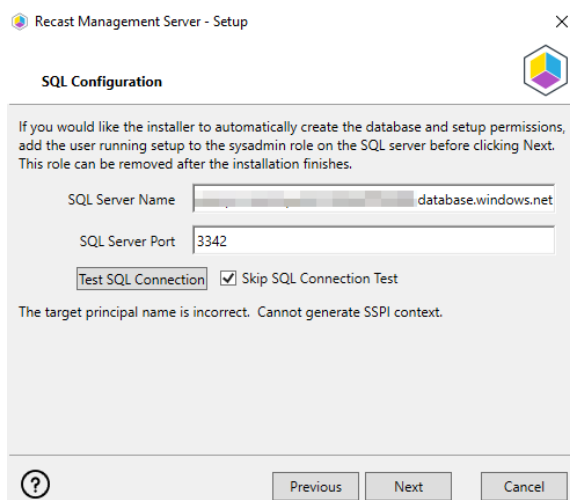 Recast Management Server - Setup
SQL Configuration
If you would like the installer to automatically create the database and setup permissions,
add the user running setup to the sysadmin role on the SQL server before clicking Next.
This role can be removed after the installation finishes.
SQL Server Name database.windows.net
SQL Server Port 3342
Test SQL Connection Skip SQL Connection Test
The target principal name is incorrect.  Cannot generate SSPI context.
? Previous Next Cancel